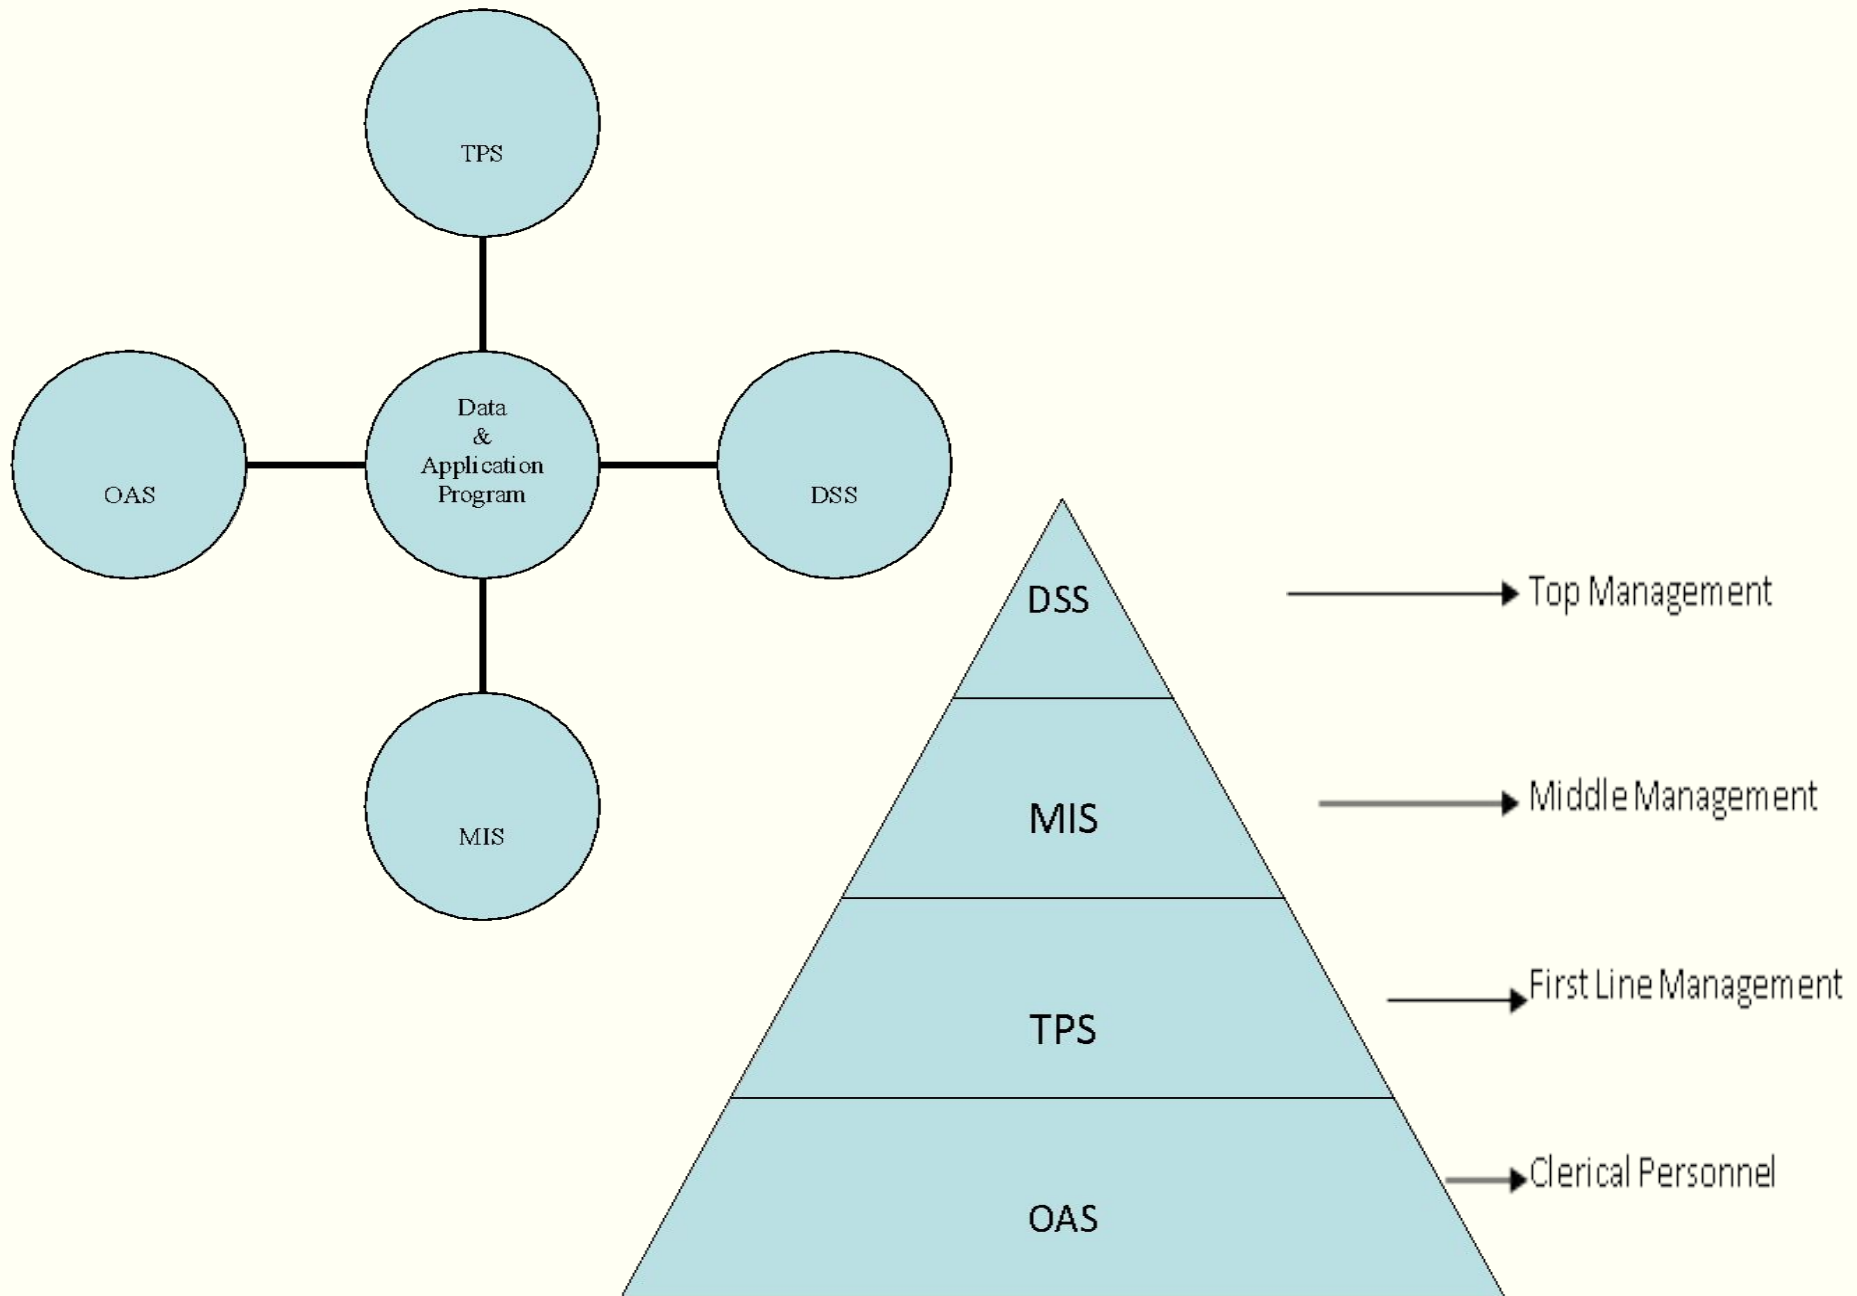 TPS
OAS
Data
&
Application
Program
DSS
MIS
DSS
Top Management
MIS
Middle Management
TPS
First Line Management
OAS
Clerical Personnel